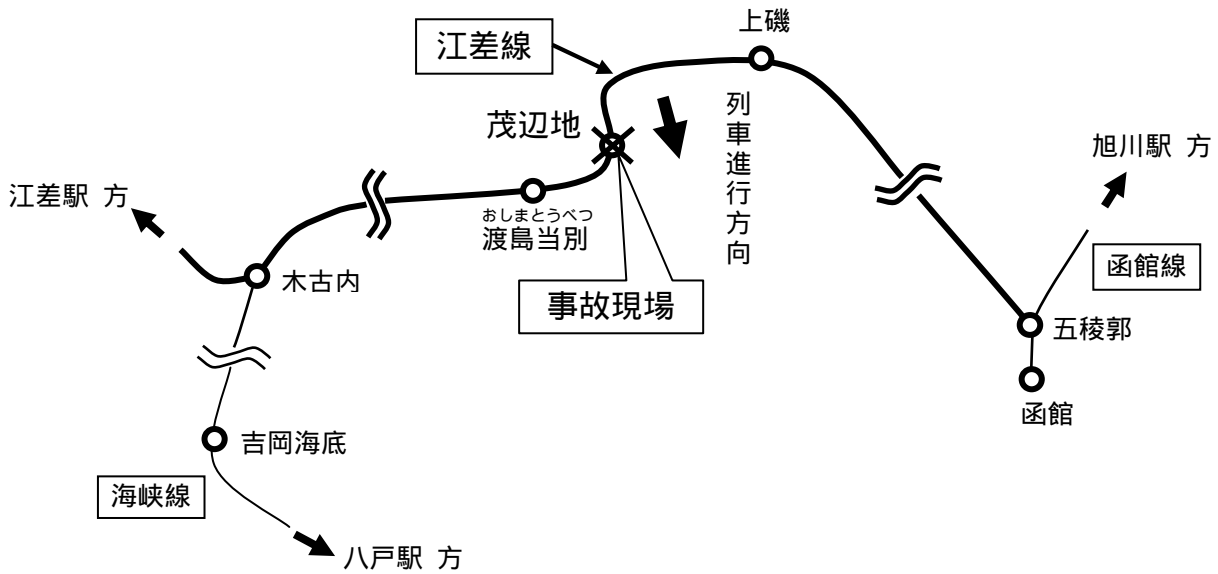 上磯
江差線
列車進行方向
茂辺地
旭川駅 方
江差駅 方
おしまとうべつ
渡島当別
函館線
木古内
事故現場
五稜郭
函館
吉岡海底
海峡線
八戸駅 方